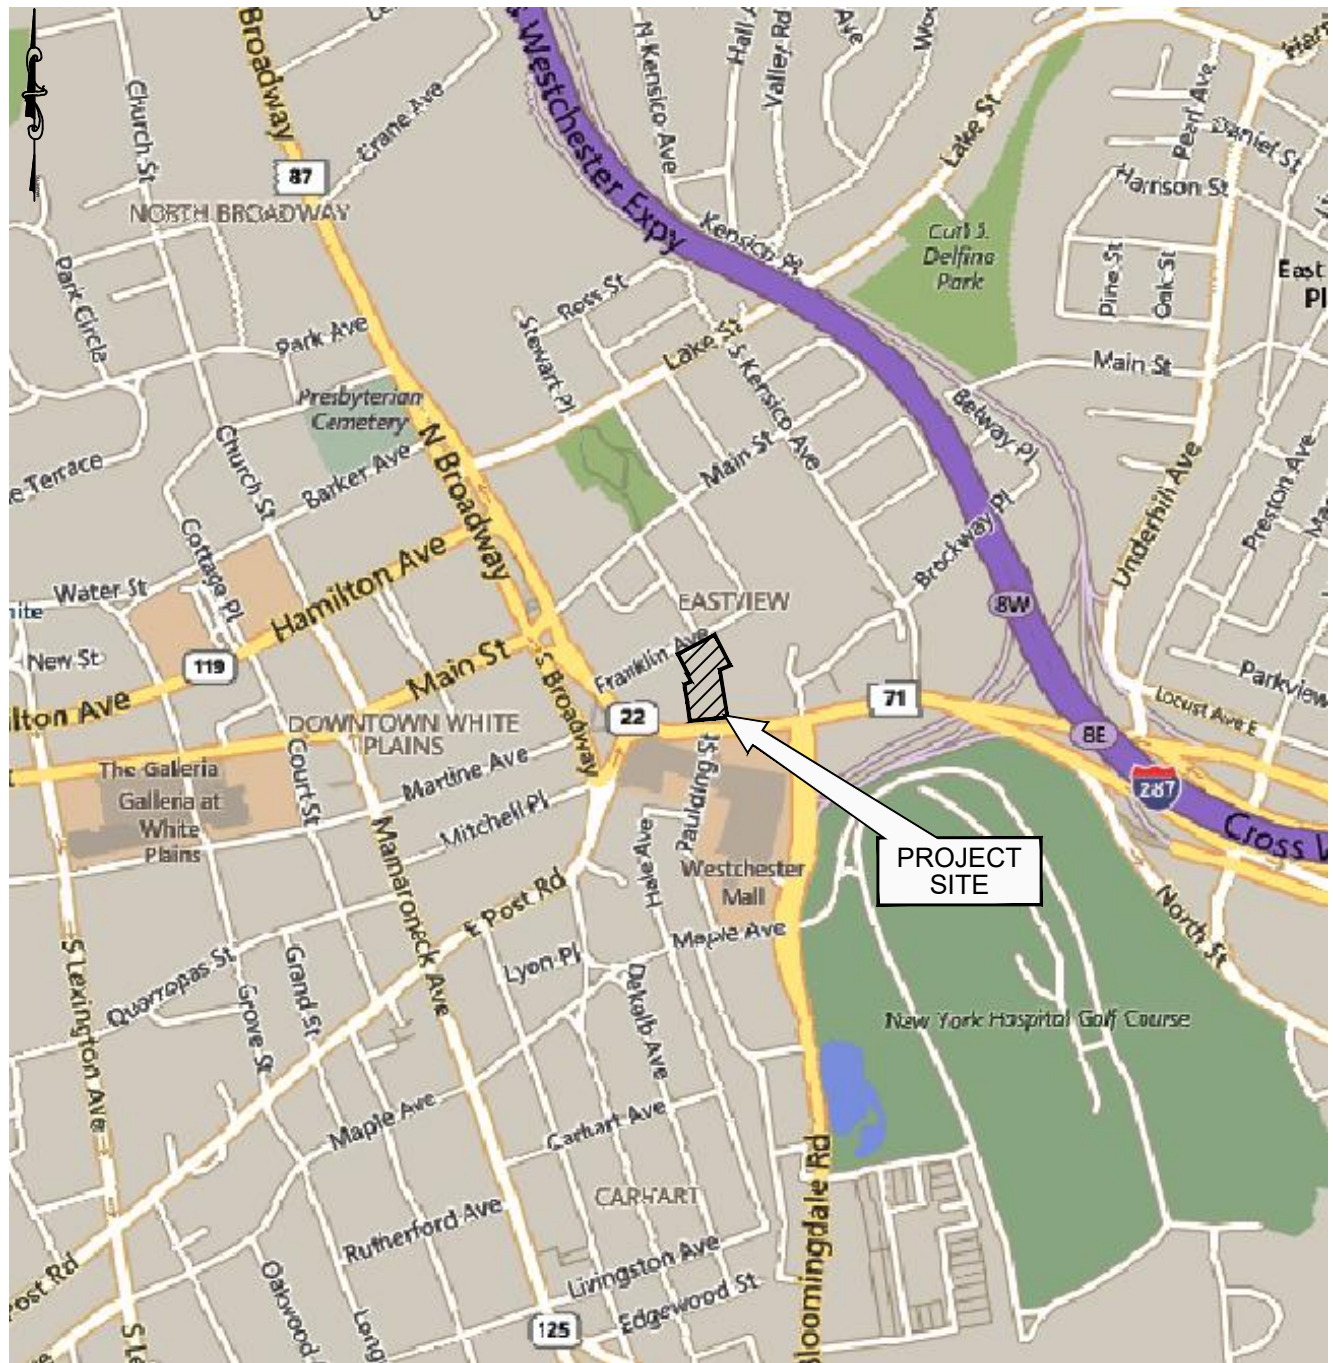 Broadway
Westchester Expy
N Kensico Ave
Hall
Valley Rd
Ave
Church St
Crane Ave
Lake St
Pearl Ave
Daniel St
87
NORTH BROADWAY
Harrison St
Kensico Pl
Delfino
Park
Park Circle
Ross St
Pine St
Oak St
East
Pl
Stewart Pl
Park Ave
Lake St
S Kensico Ave
Main St
Presbyterian
Cemetery
Betway Pl
N Broadway
Church St
Main St
Barker Ave
Terrace
Preston Ave
Underhill Ave
Brockway Pl
Cottage Pl
Hamilton Ave
Water St
EASTVIEW
8W
New St
119
Main St
Franklin Ave
S Broadway
Parkview
ilton Ave
22
71
Locust Ave E
DOWNTOWN WHITE
PLAINS
8E
The Galleria
Galleria at
White
Plains
Court St
Martine Ave
Mitchell Pl
Paulding St
287
Cross
Mamaroneck Ave
Hale Ave
PROJECT
SITE
Westchester
Mall
E Post Rd
North St
Maple Ave
S Lexington Ave
Quarropas St
Grove St
Grand St
Lyon Pl
Dekalb Ave
New York Hospital Golf Course
Maple Ave
Carhart Ave
CARHART
Rutherford Ave
Bloomingdale Rd
Livingston Ave
Edgewood St
Post Rd
Oakwood
Long
125
S Le